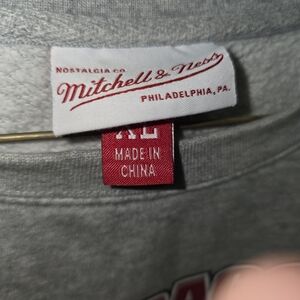 NOSTALGIA CO.
Mitchell & Ness
PHILADELPHIA, PA.
XL
MADE IN
CHINA